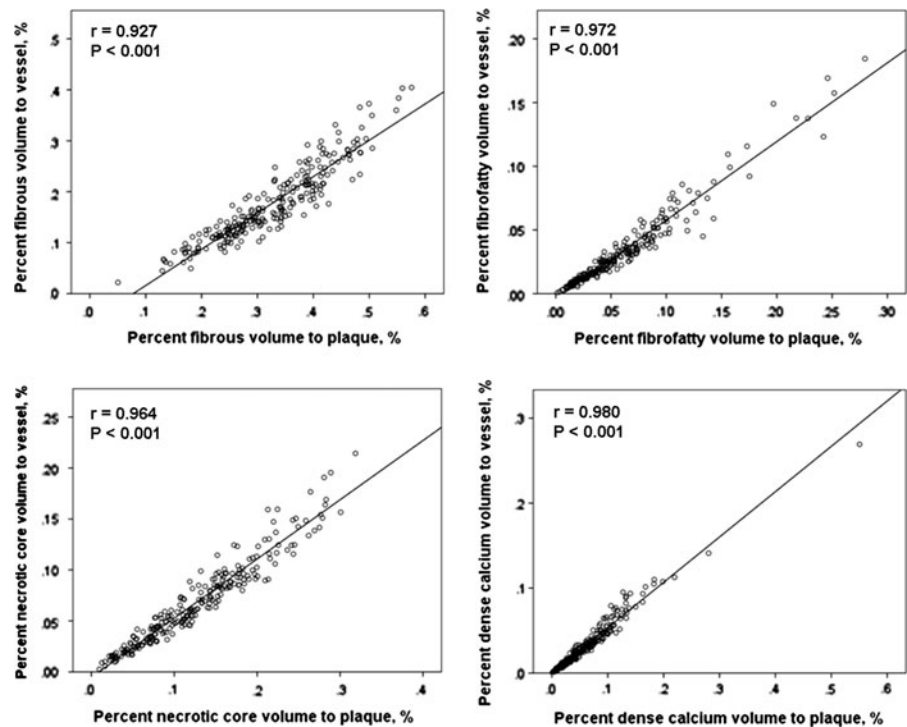 r = 0.927
P < 0.001
Percent fibrous volume to vessel, %
.5
.4
.3
.2
.1
.0
.0 .1 .2 .3 .4 .5 .6
Percent fibrous volume to plaque, %
r = 0.972
P < 0.001
Percent fibrofatty volume to vessel, %
.20
.15
.10
.05
.00
.00 .05 .10 .15 .20 .25 .30
Percent fibrofatty volume to plaque, %
r = 0.964
P < 0.001
Percent necrotic core volume to vessel, %
.25
.20
.15
.10
.05
.00
.0 .1 .2 .3 .4
Percent necrotic core volume to plaque, %
r = 0.980
P < 0.001
Percent dense calcium volume to vessel, %
.3
.2
.1
.0
.0 .1 .2 .3 .4 .5 .6
Percent dense calcium volume to plaque, %